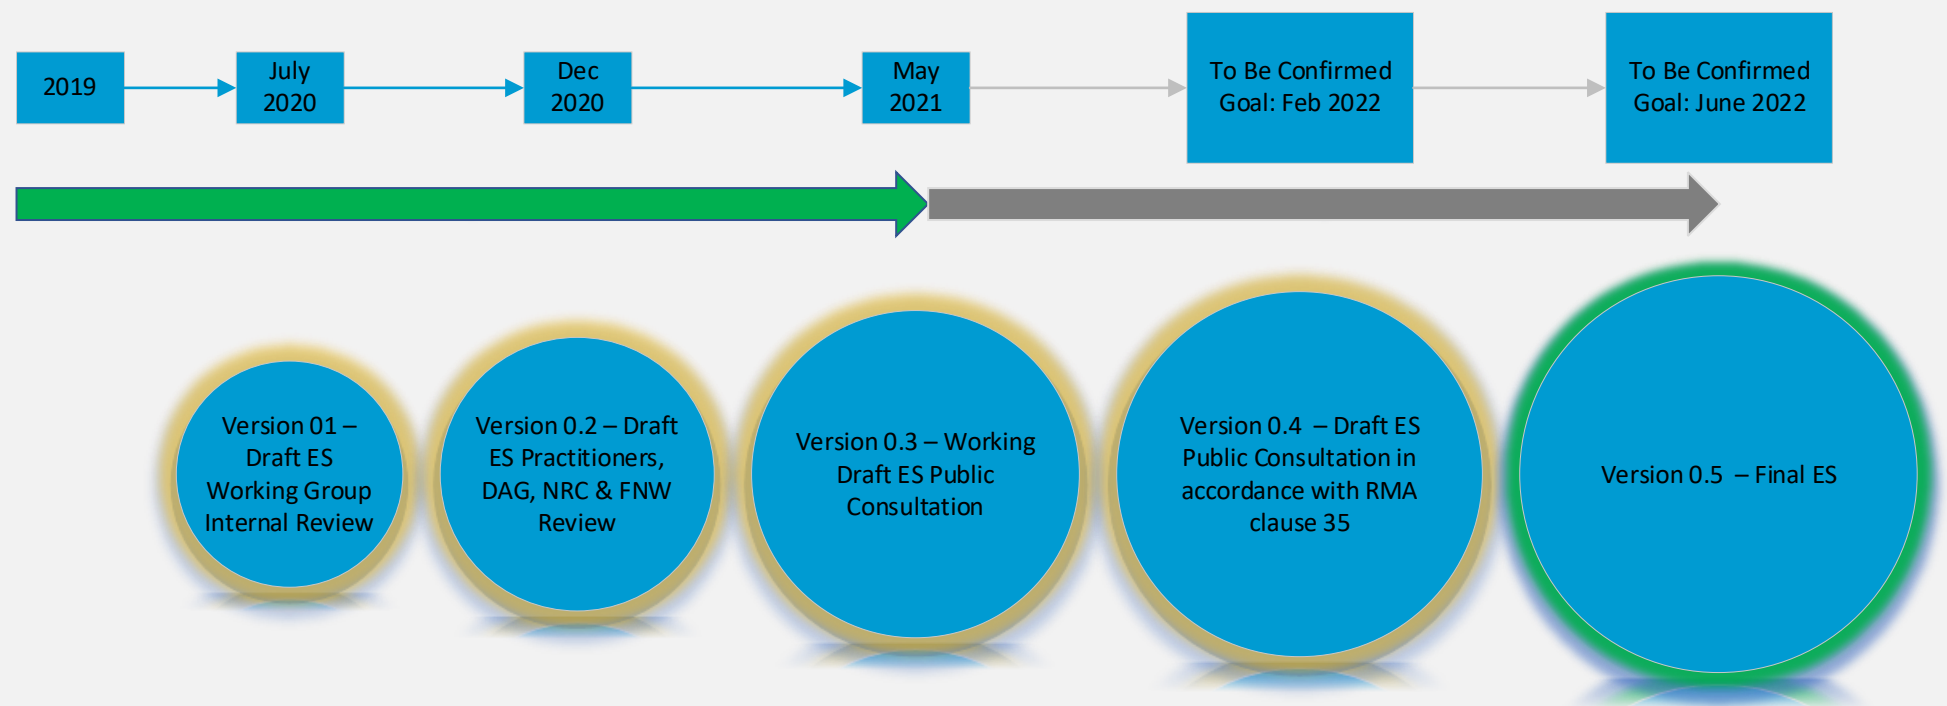 2019
July
2020
Dec
2020
May
2021
To Be Confirmed
Goal: Feb 2022
To Be Confirmed
Goal: June 2022
Version 01 –
Draft ES
Working Group
Internal Review
Version 0.2 – Draft
ES Practitioners,
DAG, NRC & FNW
Review
Version 0.3 – Working
Draft ES Public
Consultation
Version 0.4  – Draft ES
Public Consultation in
accordance with RMA
clause 35
Version 0.5  – Final ES